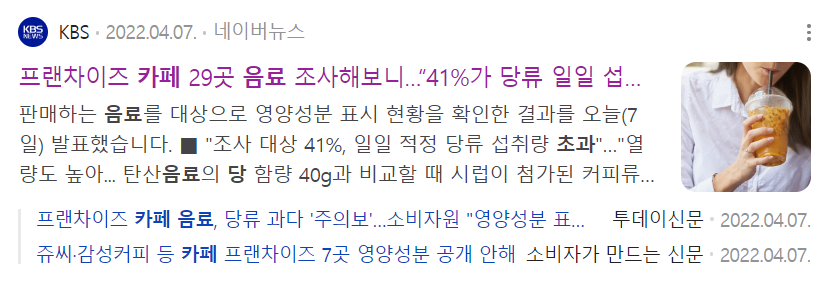 KBS NEWS KBS · 2022.04.07. · 네이버뉴스
프랜차이즈 카페 29곳 음료 조사해보니…“41%가 당류 일일 섭...
판매하는 음료를 대상으로 영양성분 표시 현황을 확인한 결과를 오늘(7
일) 발표했습니다. ■ "조사 대상 41%, 일일 적정 당류 섭취량 초과"…"열
량도 높아... 탄산음료의 당 함량 40g과 비교할 때 시럽이 첨가된 커피류...
프랜차이즈 카페 음료, 당류 과다 '주의보'…소비자원 "영양성분 표... 투데이신문 · 2022.04.07.
쥬씨·감성커피 등 카페 프랜차이즈 7곳 영양성분 공개 안해 소비자가 만드는 신문 · 2022.04.07.